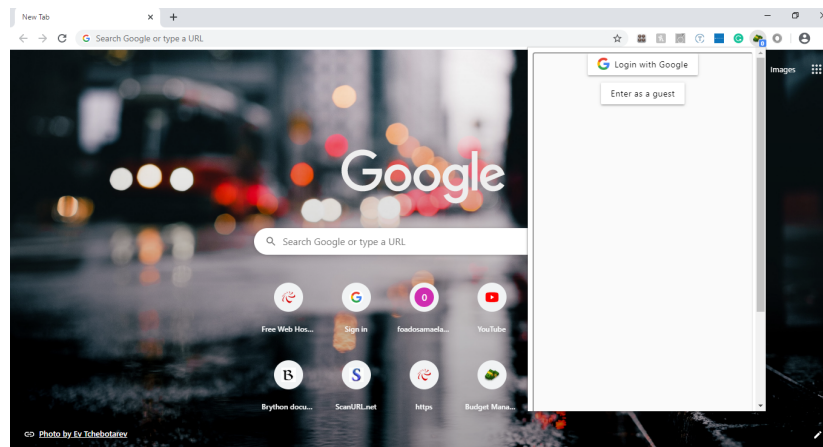 New Tab
Search Google or type a URL
Login with Google
Enter as a guest
Images
Google
Search Google or type a URL
Free Web Hos...
Sign in
foadosamaela...
YouTube
Brython docu...
ScanURL.net
https
Budget Mana...
Photo by Ev Tchebotarev